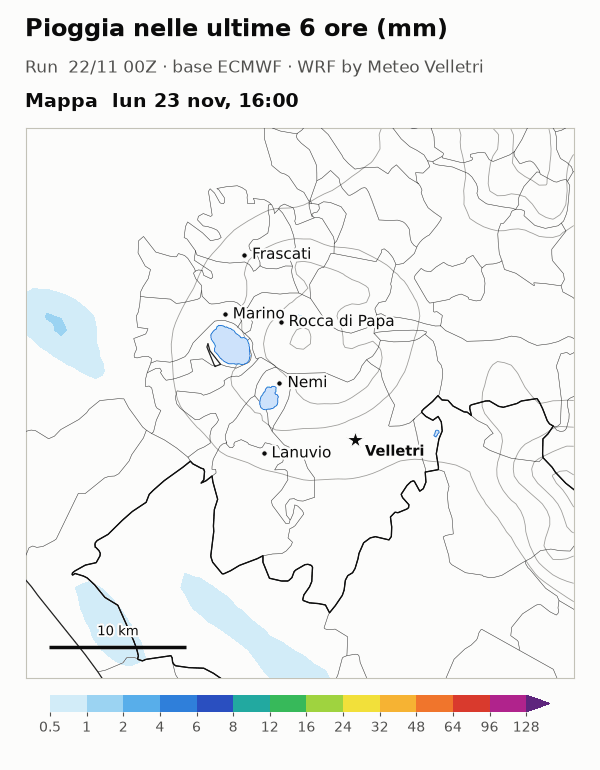 Pioggia nelle ultime 6 ore (mm)
Run  22/11 00Z · base ECMWF · WRF by Meteo Velletri
Mappa  lun 23 nov, 16:00
Frascati
Marino
Rocca di Papa
Nemi
Velletri
Lanuvio
10 km
0.5 1 2 4 6 8 12 16 24 32 48 64 96 128